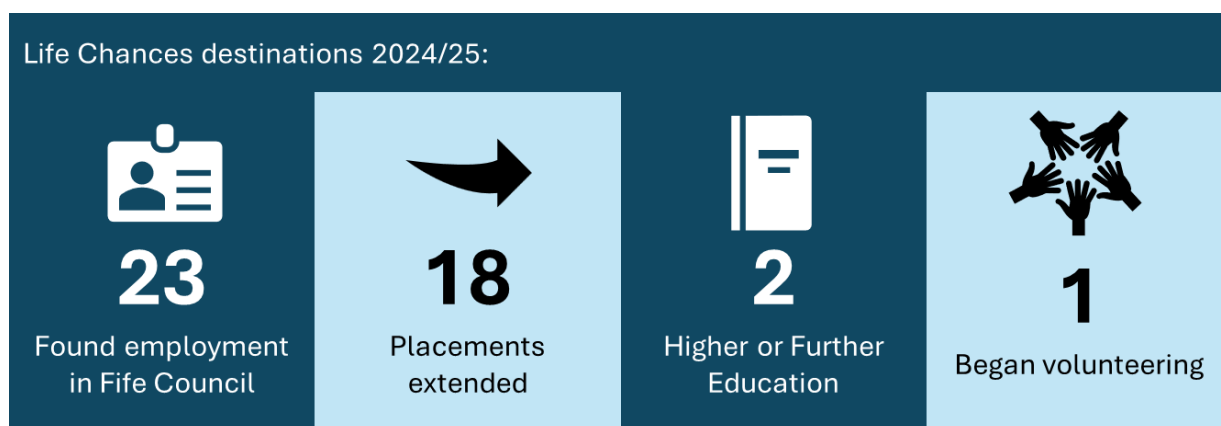 Life Chances destinations 2024/25:
23
Found employment
in Fife Council
18
Placements
extended
2
Higher or Further
Education
1
Began volunteering